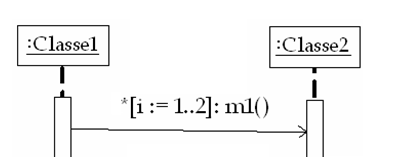 :Classe1
:Classe2
*[i := 1..2]: m1()